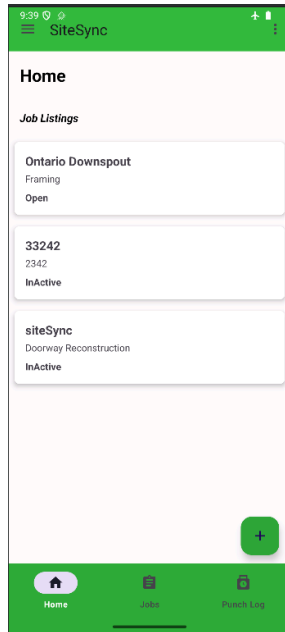 9:39
SiteSync
Home
Job Listings
Ontario Downspout
Framing
Open
33242
2342
InActive
siteSync
Doorway Reconstruction
InActive
+
Home
Jobs
Punch Log